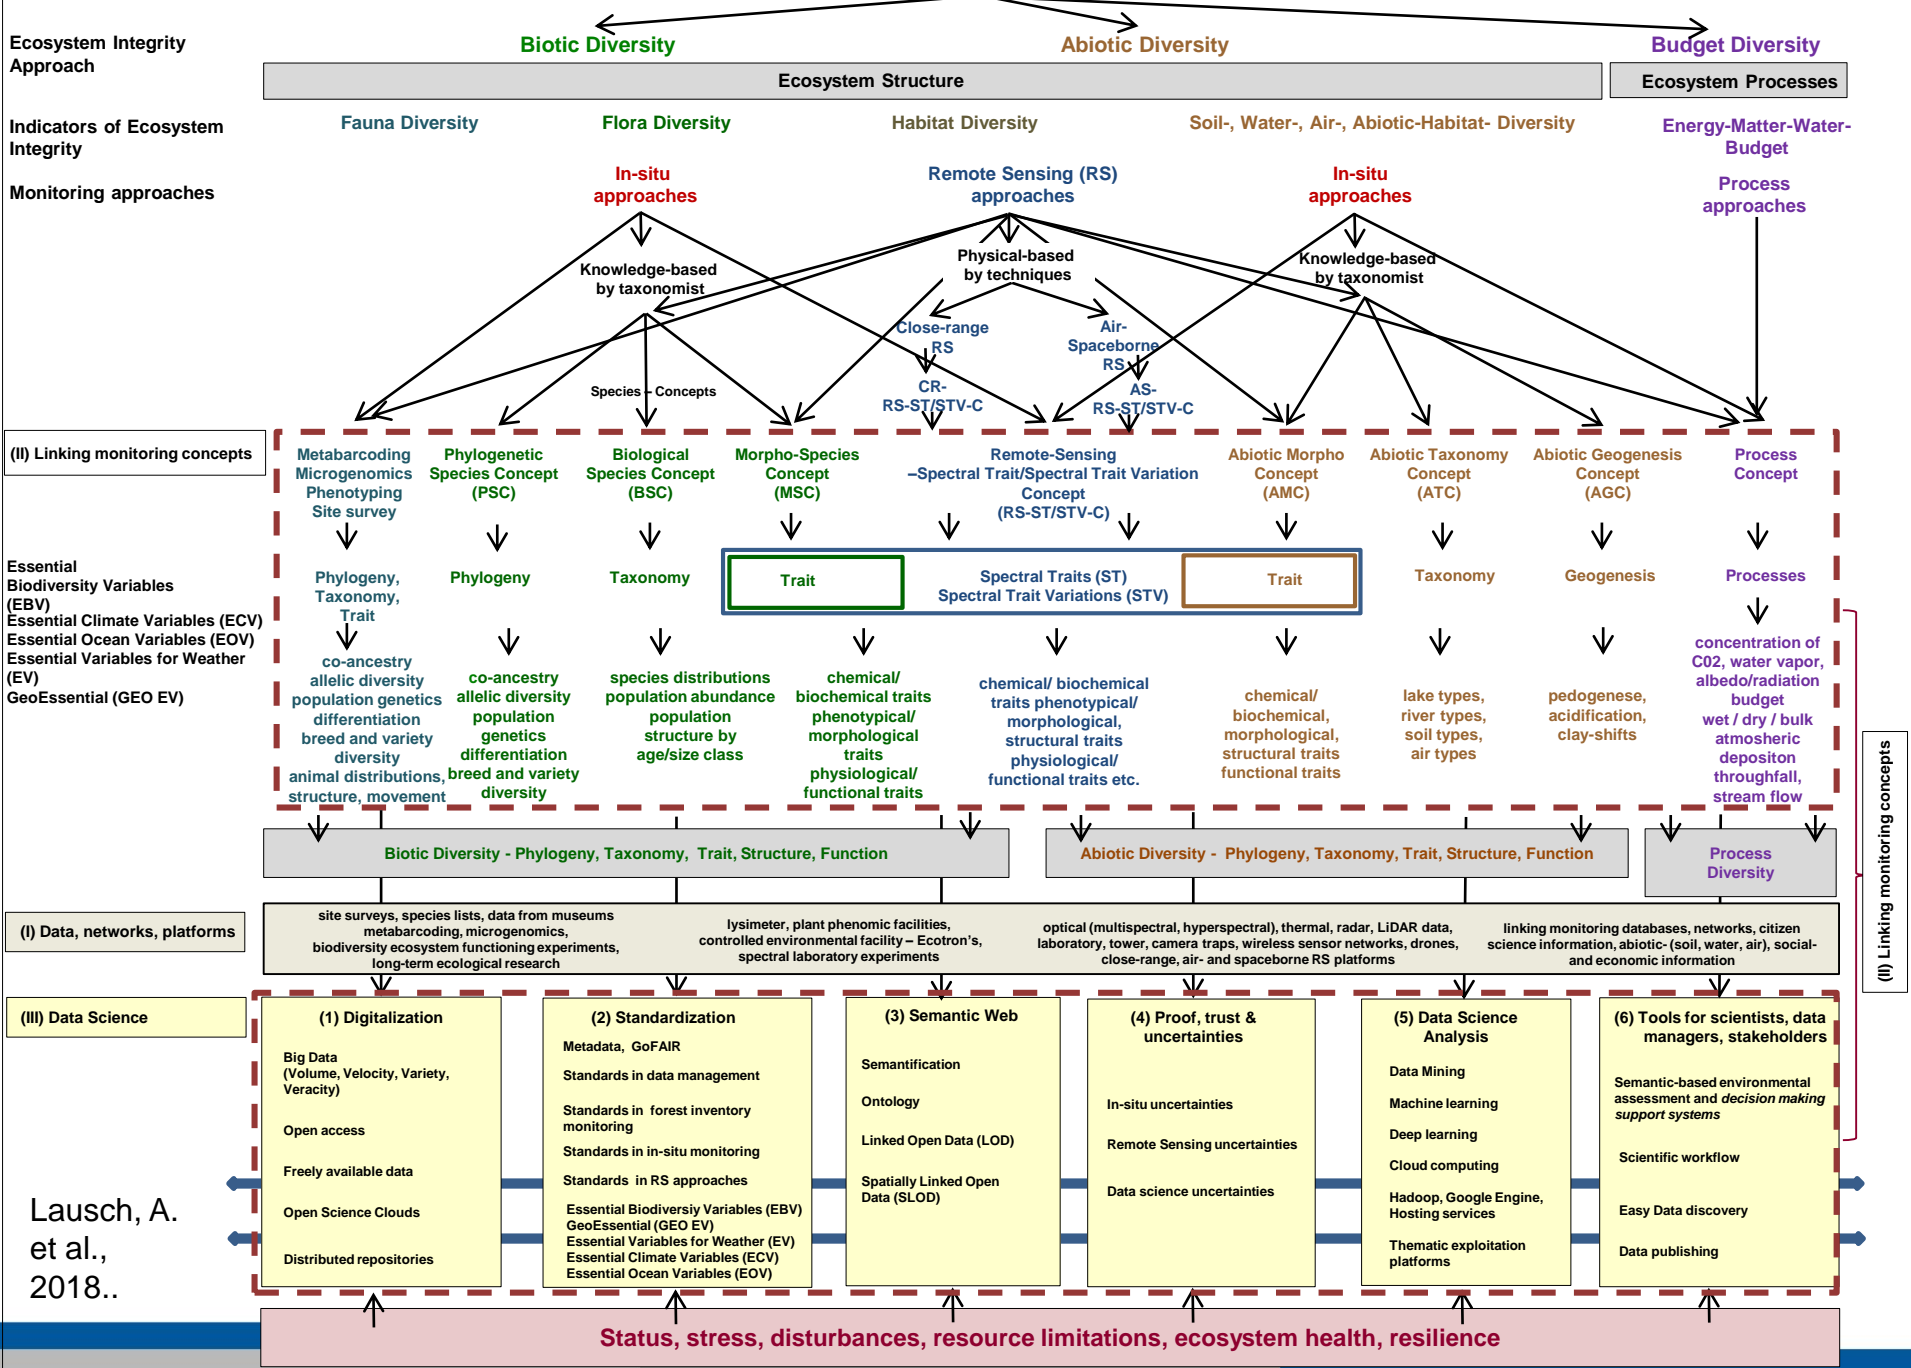 Ecosystem Integrity
Approach
Biotic Diversity
Abiotic Diversity
Budget Diversity
Ecosystem Structure
Ecosystem Processes
Indicators of Ecosystem
Integrity
Fauna Diversity
Flora Diversity
Habitat Diversity
Soil-, Water-, Air-, Abiotic-Habitat- Diversity
Energy-Matter-Water-
Budget
Monitoring approaches
In-situ
approaches
Remote Sensing (RS)
approaches
In-situ
approaches
Process
approaches
Knowledge-based
by taxonomist
Physical-based
by techniques
Knowledge-based
by taxonomist
Close-range
RS
Air-
Spaceborne
RS
Species – Concepts
CR-
RS-ST/STV-C
AS-
RS-ST/STV-C
(II) Linking monitoring concepts
Metabarcoding
Microgenomics
Phenotyping
Site survey
Phylogenetic
Species Concept
(PSC)
Biological
Species Concept
(BSC)
Morpho-Species
Concept
(MSC)
Remote-Sensing
–Spectral Trait/Spectral Trait Variation
Concept
(RS-ST/STV-C)
Abiotic Morpho
Concept
(AMC)
Abiotic Taxonomy
Concept
(ATC)
Abiotic Geogenesis
Concept
(AGC)
Process
Concept
Essential
Biodiversity Variables
(EBV)
Essential Climate Variables (ECV)
Essential Ocean Variables (EOV)
Essential Variables for Weather
(EV)
GeoEssential (GEO EV)
Phylogeny,
Taxonomy,
Trait
Phylogeny
Taxonomy
Trait
Spectral Traits (ST)
Spectral Trait Variations (STV)
Trait
Taxonomy
Geogenesis
Processes
co-ancestry
allelic diversity
population genetics
differentiation
breed and variety
diversity
animal distributions,
structure, movement
co-ancestry
allelic diversity
population
genetics
differentiation
breed and variety
diversity
species distributions
population abundance
population
structure by
age/size class
chemical/
biochemical traits
phenotypical/
morphological
traits
physiological/
functional traits
chemical/ biochemical
traits phenotypical/
morphological,
structural traits
physiological/
functional traits etc.
chemical/
biochemical,
morphological,
structural traits
functional traits
lake types,
river types,
soil types,
air types
pedogenese,
acidification,
clay-shifts
concentration of
C02, water vapor,
albedo/radiation
budget
wet / dry / bulk
atmosheric
depositon
throughfall,
stream flow
Biotic Diversity - Phylogeny, Taxonomy, Trait, Structure, Function
Abiotic Diversity - Phylogeny, Taxonomy, Trait, Structure, Function
Process
Diversity
(II) Linking monitoring concepts
(I) Data, networks, platforms
site surveys, species lists, data from museums
metabarcoding, microgenomics,
biodiversity ecosystem functioning experiments,
long-term ecological research
lysimeter, plant phenomic facilities,
controlled environmental facility – Ecotron's,
spectral laboratory experiments
optical (multispectral, hyperspectral), thermal, radar, LiDAR data,
laboratory, tower, camera traps, wireless sensor networks, drones,
close-range, air- and spaceborne RS platforms
linking monitoring databases, networks, citizen
science information, abiotic- (soil, water, air), social-
and economic information
(III) Data Science
(1) Digitalization
Big Data
(Volume, Velocity, Variety,
Veracity)
Open access
Freely available data
Open Science Clouds
Distributed repositories
(2) Standardization
Metadata, GoFAIR
Standards in data management
Standards in forest inventory
monitoring
Standards in in-situ monitoring
Standards in RS approaches
Essential Biodiversiy Variables (EBV)
GeoEssential (GEO EV)
Essential Variables for Weather (EV)
Essential Climate Variables (ECV)
Essential Ocean Variables (EOV)
(3) Semantic Web
Semantification
Ontology
Linked Open Data (LOD)
Spatially Linked Open
Data (SLOD)
(4) Proof, trust &
uncertainties
In-situ uncertainties
Remote Sensing uncertainties
Data science uncertainties
(5) Data Science
Analysis
Data Mining
Machine learning
Deep learning
Cloud computing
Hadoop, Google Engine,
Hosting services
Thematic exploitation
platforms
(6) Tools for scientists, data
managers, stakeholders
Semantic-based environmental
assessment and decision making
support systems
Scientific workflow
Easy Data discovery
Data publishing
Lausch, A.
et al.,
2018..
Status, stress, disturbances, resource limitations, ecosystem health, resilience